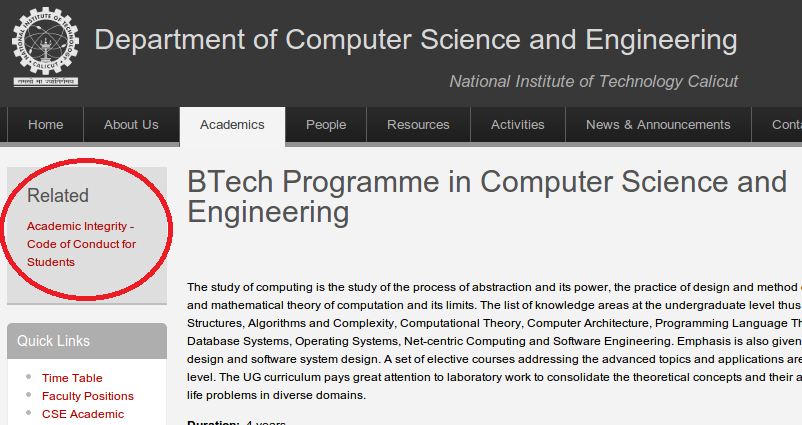 NATIONAL INSTITUTE OF TECHNOLOGY
CALICUT
Department of Computer Science and Engineering
National Institute of Technology Calicut
Home About Us Academics People Resources Activities News & Announcements Conta
Related
Academic Integrity -
Code of Conduct for
Students
Quick Links
Time Table
Faculty Positions
CSE Academic
BTech Programme in Computer Science and
Engineering
The study of computing is the study of the process of abstraction and its power, the practice of design and method
and mathematical theory of computation and its limits. The list of knowledge areas at the undergraduate level thus
Structures, Algorithms and Complexity, Computational Theory, Computer Architecture, Programming Language Th
Database Systems, Operating Systems, Net-centric Computing and Software Engineering. Emphasis is also given
design and software system design. A set of elective courses addressing the advanced topics and applications are
level. The UG curriculum pays great attention to laboratory work to consolidate the theoretical concepts and their a
life problems in diverse domains.
Duration: 4 years